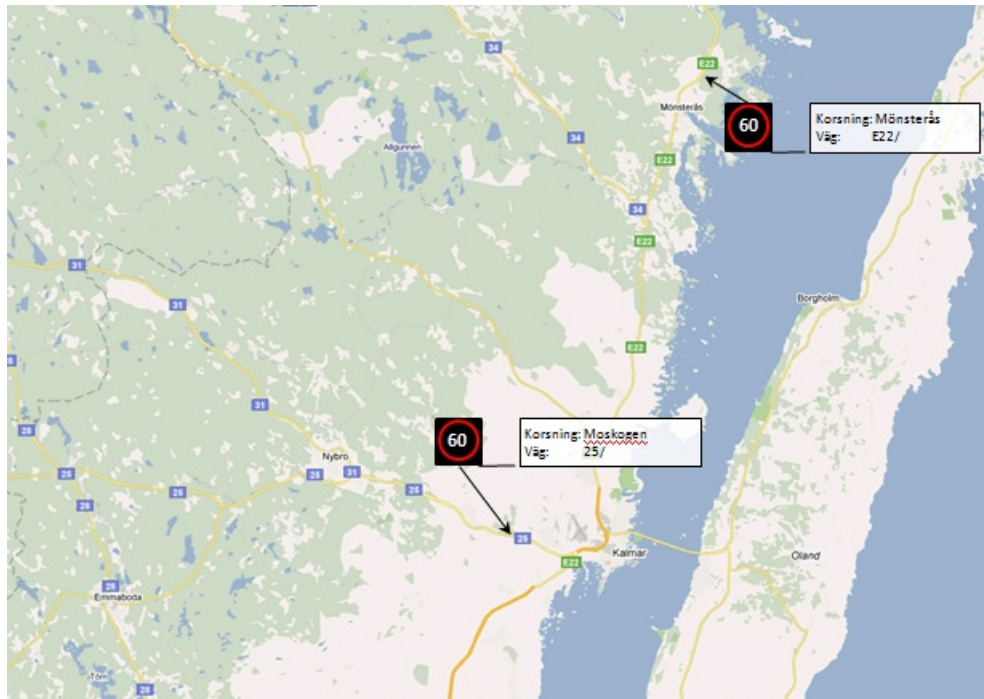 34
E22
Mönsterås
60
Korsning: Mönsterås
Väg: E22/
34
Allgunnen
E22
34
E22
31
31
Borgholm
E22
31
60
Korsning: Moskogen
Väg: 25/
28
Nybro
25
31
25
25
25
28
25
Kalmar
E22
Öland
28
Emmaboda
Törn
28